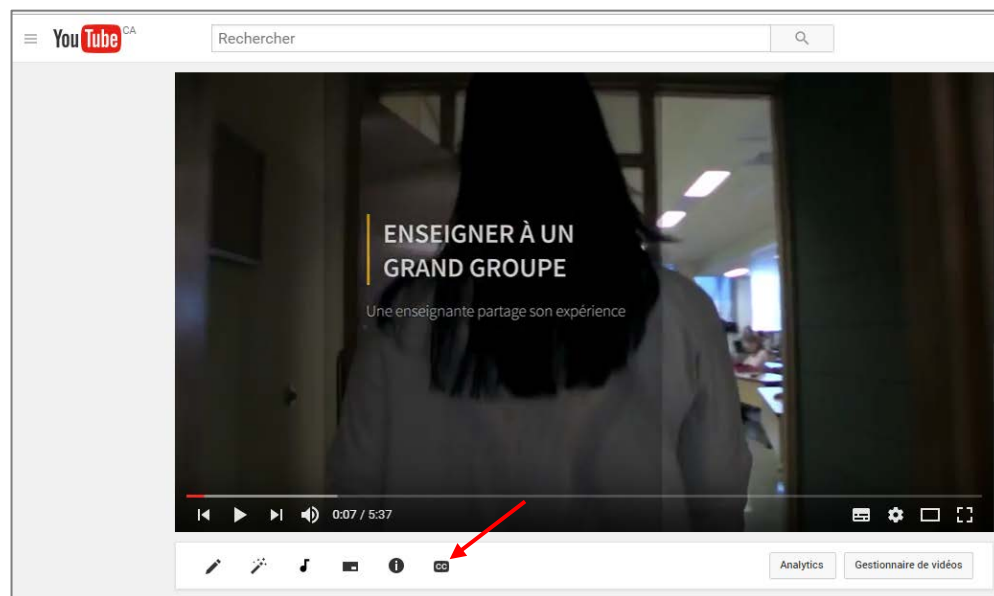 YouTube CA
Rechercher
ENSEIGNER À UN
GRAND GROUPE
Une enseignante partage son expérience
0:07 / 5:37
CC
Analytics
Gestionnaire de vidéos